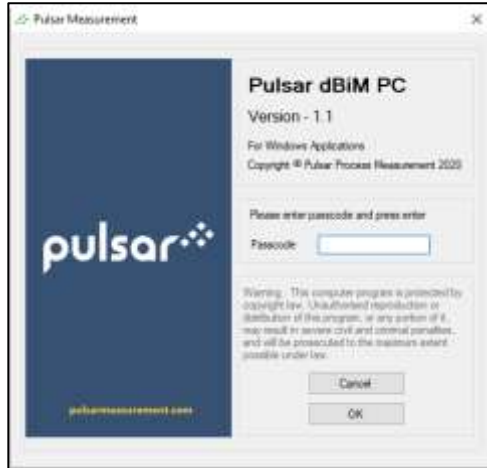 Pulsar Measurement
Pulsar dBiM PC
Version - 1.1
For Windows Applications
Copyright © Pulsar Process Measurement 2020
Please enter passcode and press enter
Passcode
pulsar
Warning: This computer program is protected by
copyright law. Unauthorised reproduction or
distribution of this program, or any portion of it,
may result in severe civil and criminal penalties,
and will be prosecuted to the maximum extent
possible under law.
Cancel
OK
pulsarmeasurement.com